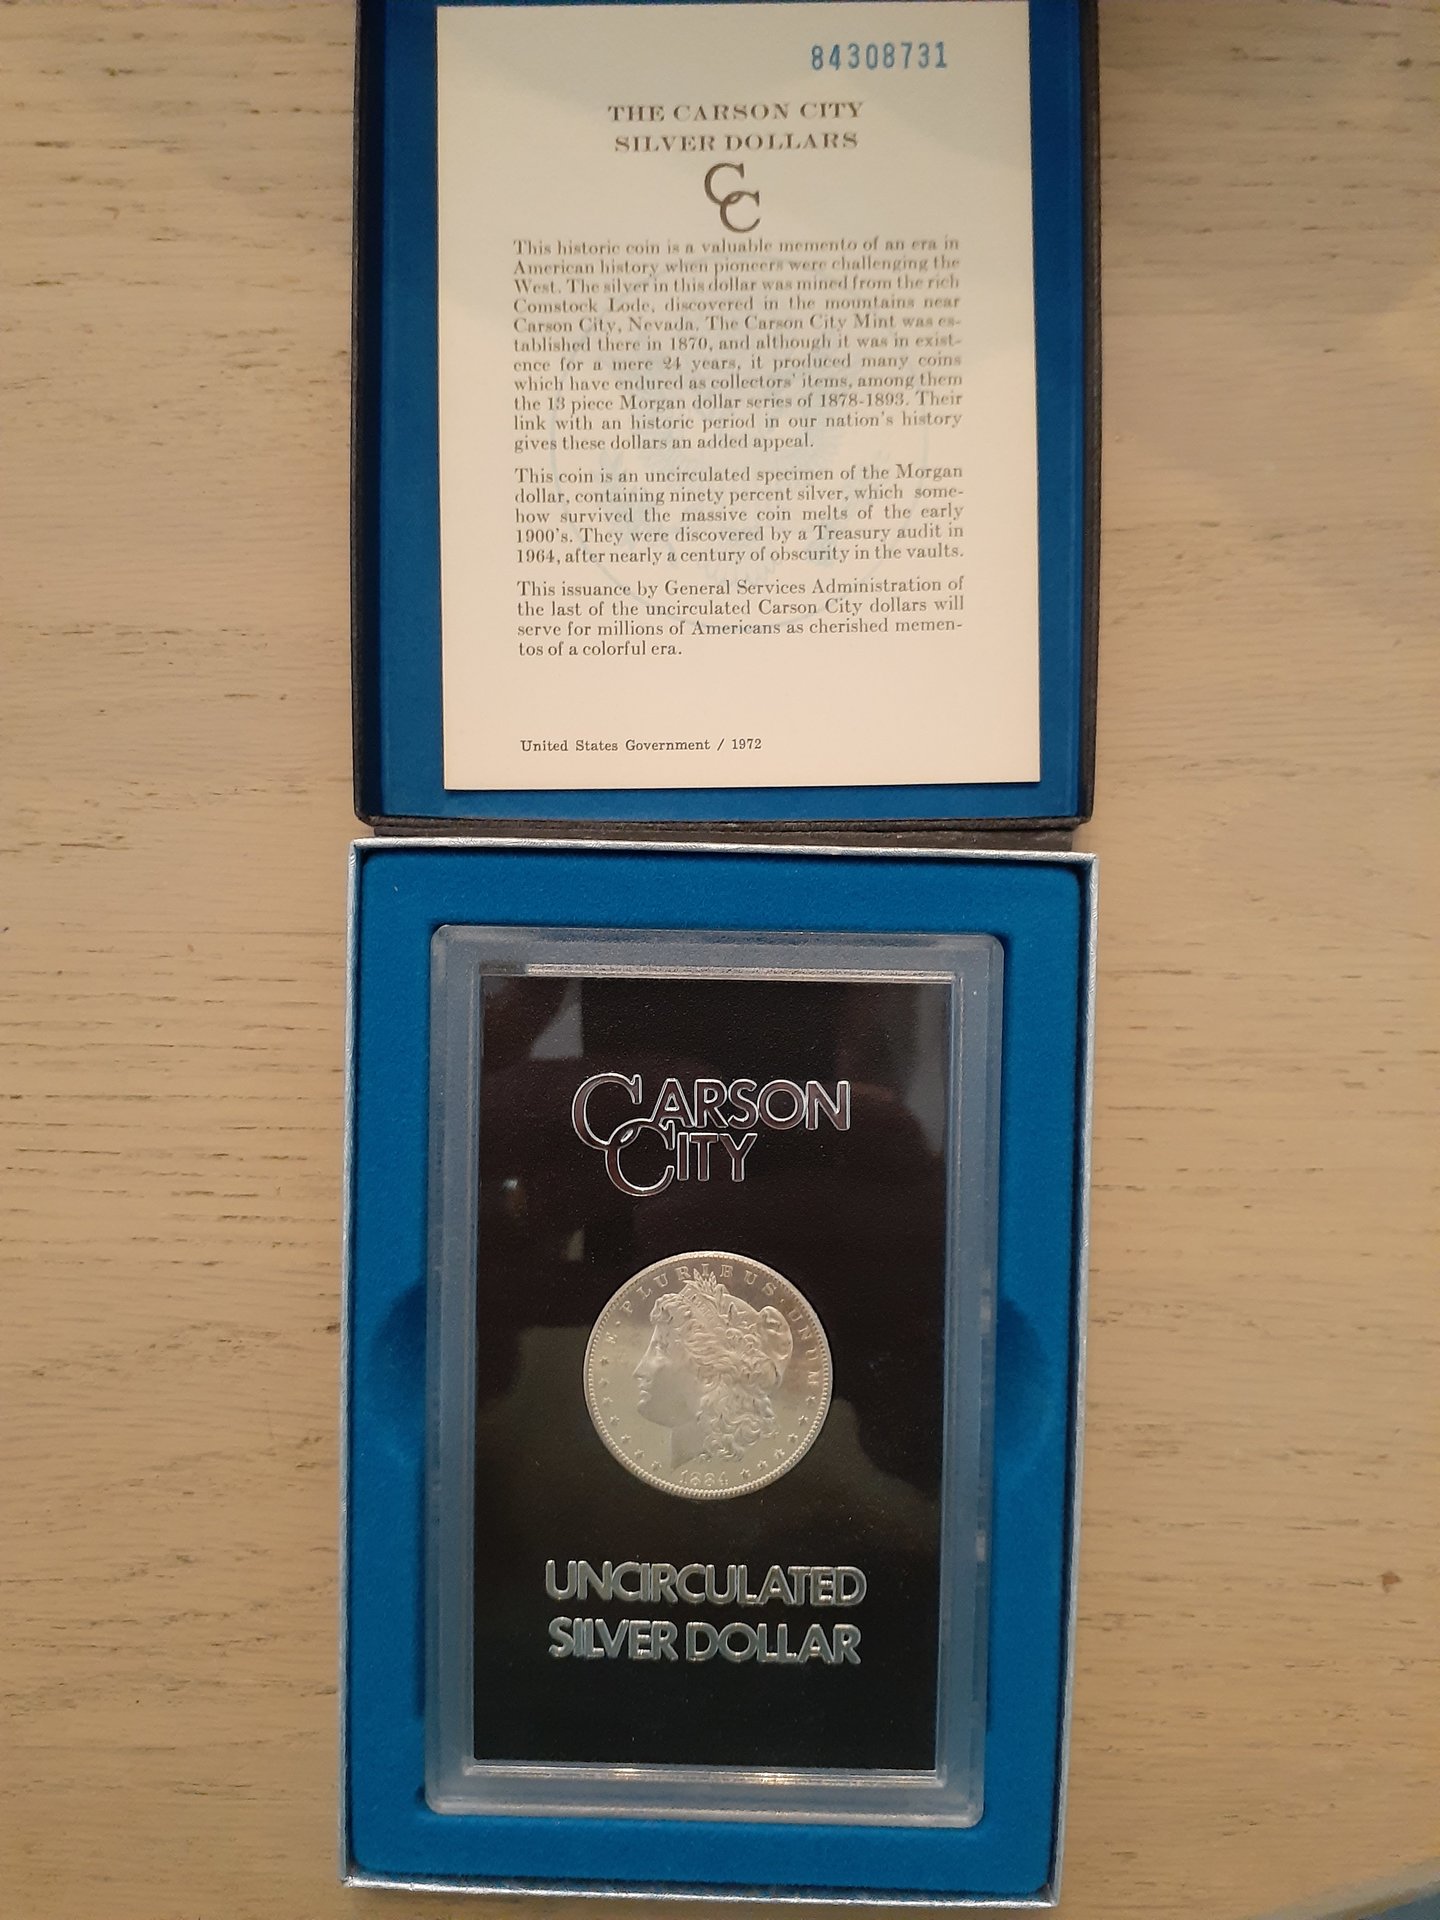 84308731
THE CARSON CITY
SILVER DOLLARS
CC
This historic coin is a valuable memento of an era in
American history when pioneers were challenging the
West. The silver in this dollar was mined from the rich
Comstock Lode, discovered in the mountains near
Carson City, Nevada. The Carson City Mint was es-
tablished there in 1870, and although it was in exist-
ence for a mere 24 years, it produced many coins
which have endured as collectors' items, among them
the 13 piece Morgan dollar series of 1878-1893. Their
link with an historic period in our nation's history
gives these dollars an added appeal.
This coin is an uncirculated specimen of the Morgan
dollar, containing ninety percent silver, which some-
how survived the massive coin melts of the early
1900's. They were discovered by a Treasury audit in
1964, after nearly a century of obscurity in the vaults.
This issuance by General Services Administration of
the last of the uncirculated Carson City dollars will
serve for millions of Americans as cherished memen-
tos of a colorful era.
United States Government / 1972
CARSON
CITY
E·PLURIBUS·UNUM
1884
UNCIRCULATED
SILVER DOLLAR